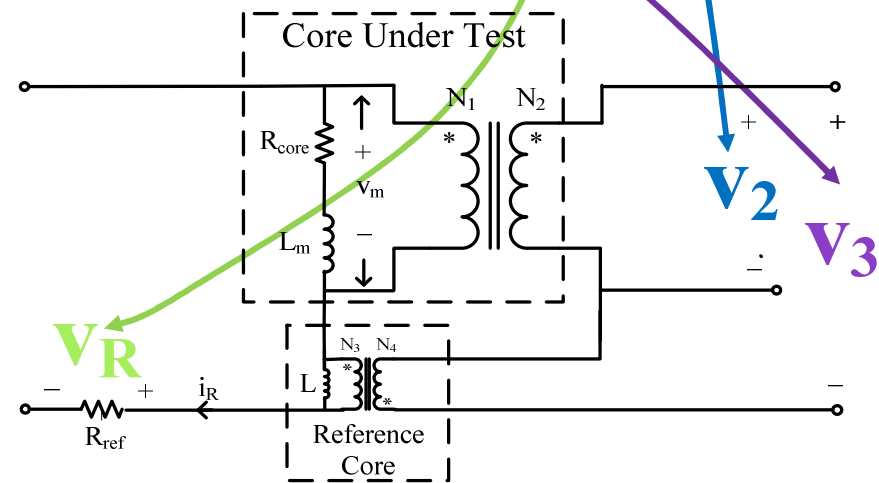 Core Under Test
N1 N2
* *
Rcore
+
vm
−
Lm
+ +
v2
v3
−
vR
N3 N4
* *
L
− + iR
−
Rref
Reference
Core